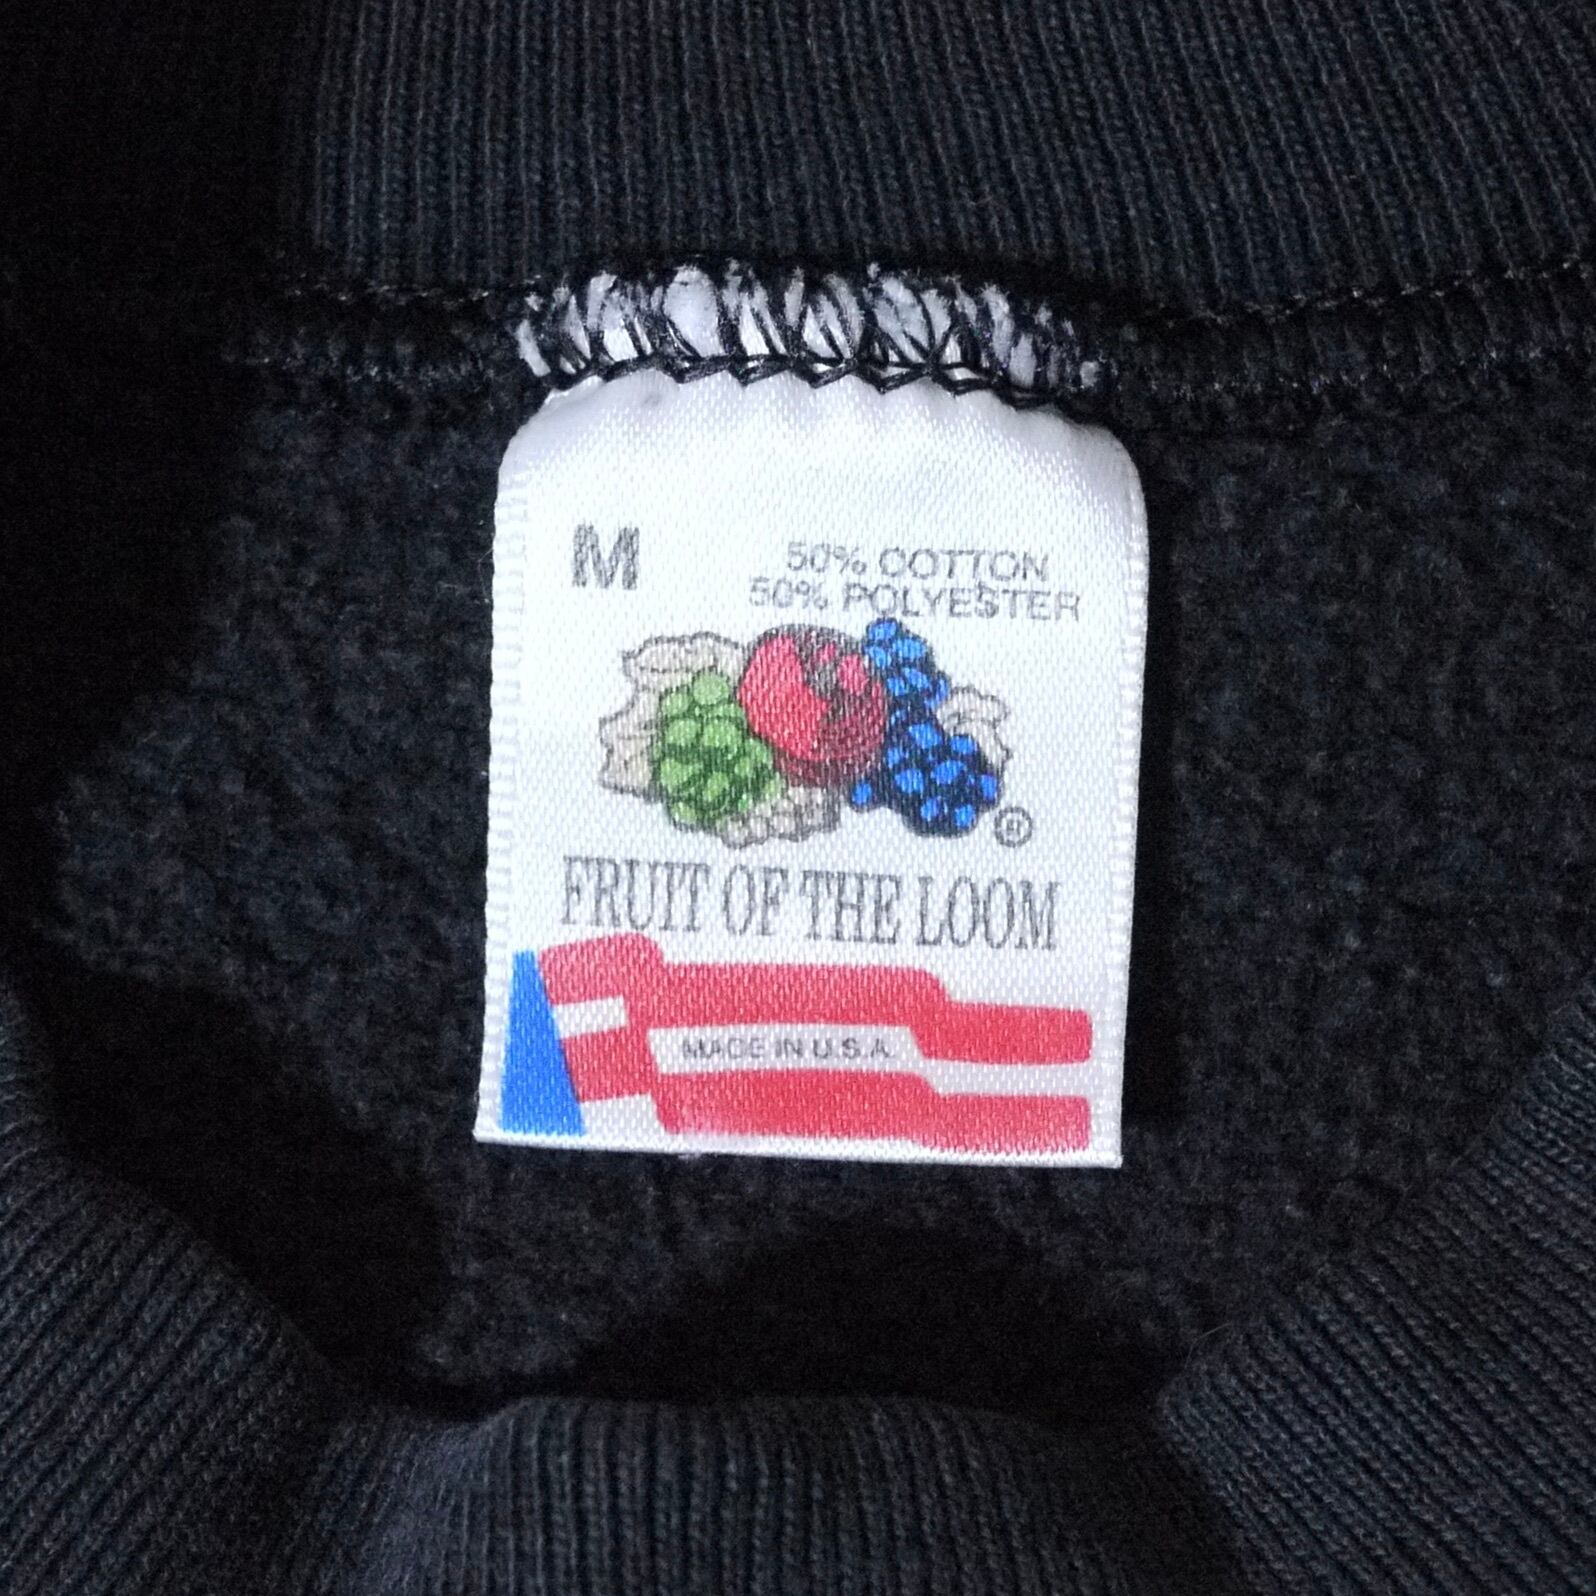 M
50% COTTON
50% POLYESTER
®
FRUIT OF THE LOOM
MADE IN U.S.A.